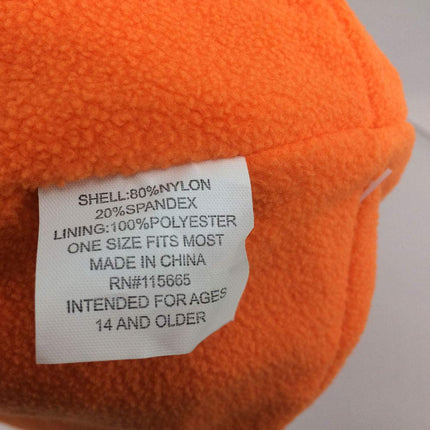 SHELL:80%NYLON
20%SPANDEX
LINING:100%POLYESTER
ONE SIZE FITS MOST
MADE IN CHINA
RN#115665
INTENDED FOR AGES
14 AND OLDER